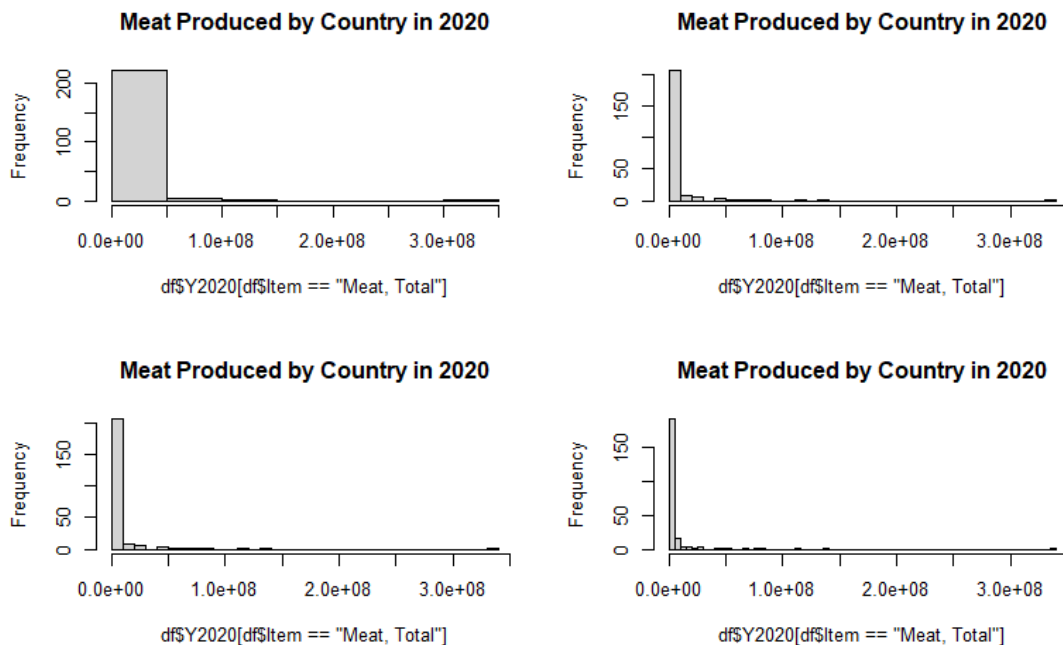 Meat Produced by Country in 2020
Frequency
0 100 200
0.0e+00 1.0e+08 2.0e+08 3.0e+08
df$Y2020[df$Item == "Meat, Total"]
Meat Produced by Country in 2020
Frequency
0 50 150
0.0e+00 1.0e+08 2.0e+08 3.0e+08
df$Y2020[df$Item == "Meat, Total"]
Meat Produced by Country in 2020
Frequency
0 50 150
0.0e+00 1.0e+08 2.0e+08 3.0e+08
df$Y2020[df$Item == "Meat, Total"]
Meat Produced by Country in 2020
Frequency
0 50 150
0.0e+00 1.0e+08 2.0e+08 3.0e+08
df$Y2020[df$Item == "Meat, Total"]